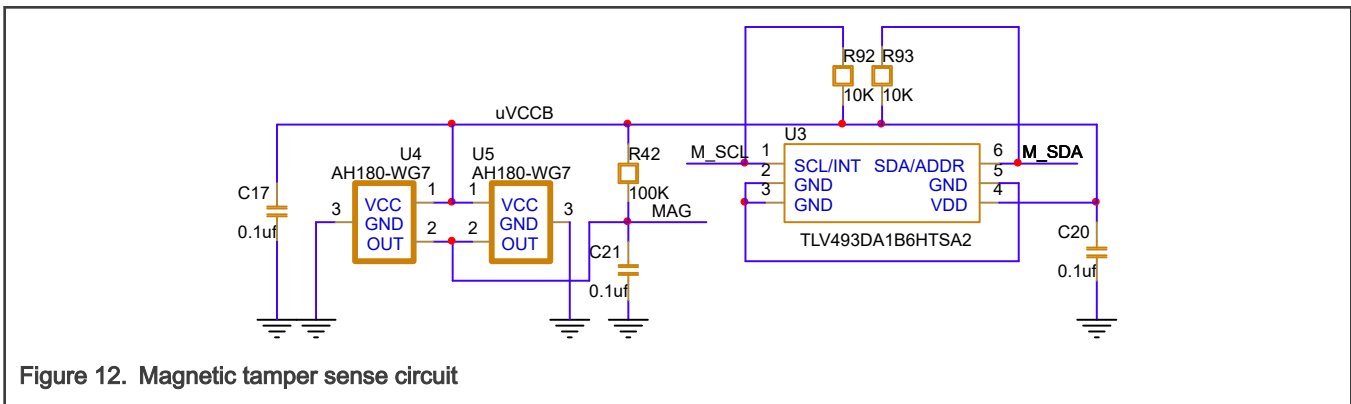 R92 R93
10K 10K
uVCCB
U4 U5 R42 U3
AH180-WG7 AH180-WG7
M_SCL 1 6 M_SDA
SCL/INT SDA/ADDR
2 GND GND 5
3 GND VDD 4
C17 3 1 1 3 100K
VCC VCC MAG
GND GND
OUT 2 2 OUT
0.1uf C21 TLV493DA1B6HTSA2 C20
0.1uf 0.1uf
Figure 12. Magnetic tamper sense circuit